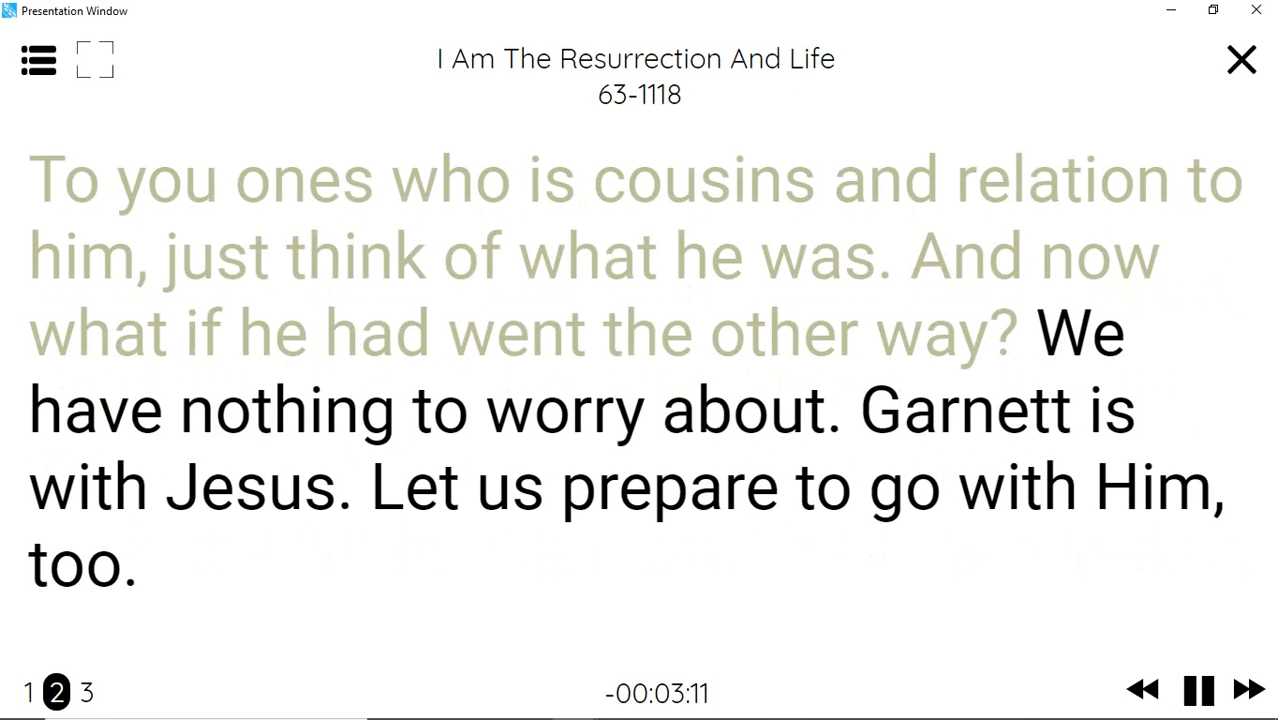 Presentation Window
I Am The Resurrection And Life
63-1118
To you ones who is cousins and relation to
him, just think of what he was. And now
what if he had went the other way? We
have nothing to worry about. Garnett is
with Jesus. Let us prepare to go with Him,
too.
1 2 3
-00:03:11